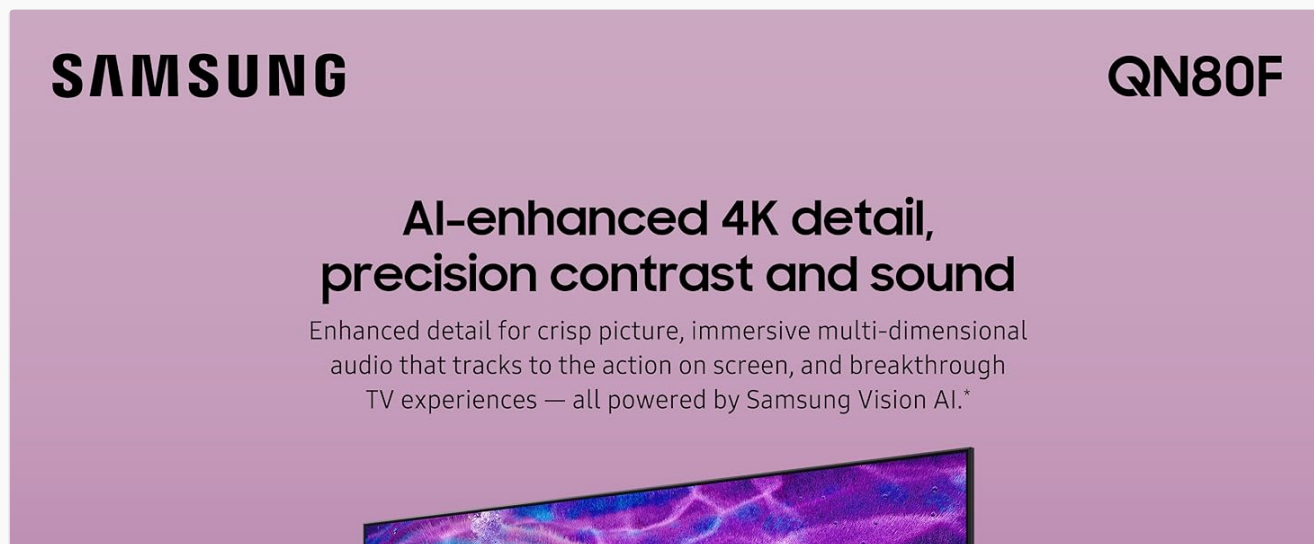 SAMSUNG
QN80F
AI-enhanced 4K detail,
precision contrast and sound
Enhanced detail for crisp picture, immersive multi-dimensional
audio that tracks to the action on screen, and breakthrough
TV experiences — all powered by Samsung Vision AI.*